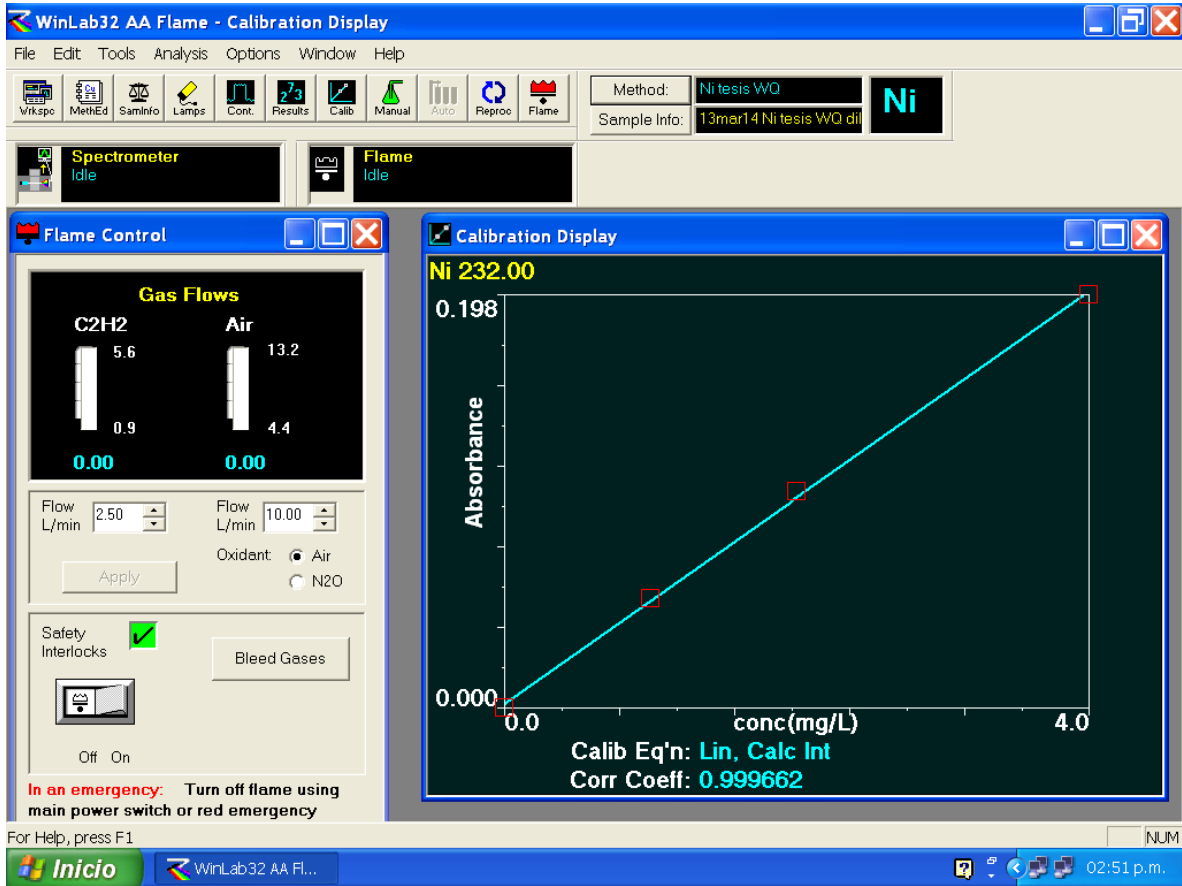 WinLab32 AA Flame - Calibration Display
File Edit Tools Analysis Options Window Help
Wrkspc MethEd SamInfo Lamps Cont. Results Calib Manual Auto Reproc Flame
Method: Ni tesis WQ
Sample Info: 13mar14 Ni tesis WQ dil
Ni
Spectrometer
Idle
Flame
Idle
Flame Control
Gas Flows
C2H2 Air
5.6 13.2
0.9 4.4
0.00 0.00
Flow L/min 2.50
Flow L/min 10.00
Oxidant: Air
N2O
Apply
Safety Interlocks
Bleed Gases
Off On
In an emergency: Turn off flame using
main power switch or red emergency
Calibration Display
Ni 232.00
0.198
Absorbance
0.000
0.0 conc(mg/L) 4.0
Calib Eq'n: Lin, Calc Int
Corr Coeff: 0.999662
For Help, press F1
NUM
Inicio
WinLab32 AA Fl...
02:51 p.m.